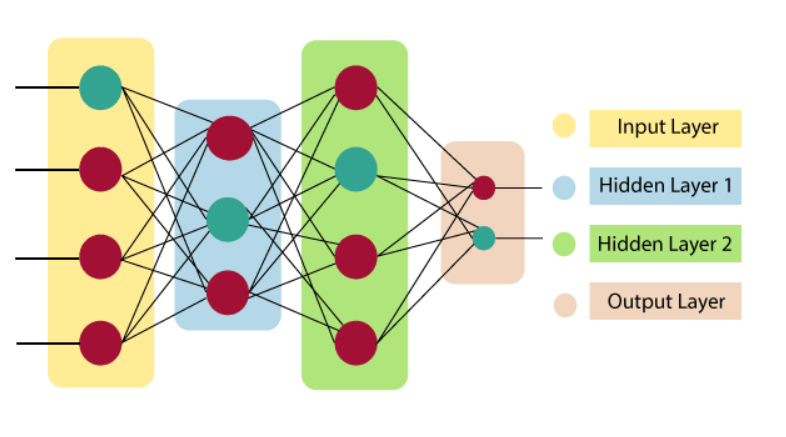 Input Layer
Hidden Layer 1
Hidden Layer 2
Output Layer